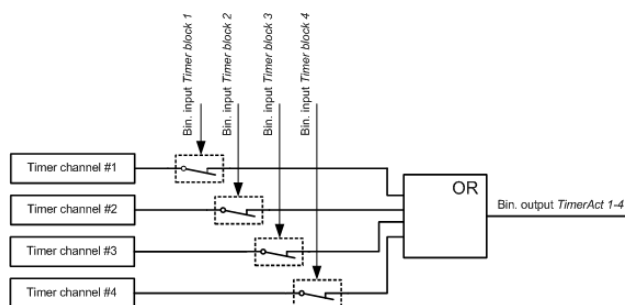 Bin. input Timer block 1
Bin. input Timer block 2
Bin. input Timer block 3
Bin. input Timer block 4
Timer channel #1
Timer channel #2
Timer channel #3
Timer channel #4
OR
Bin. output TimerAct 1-4